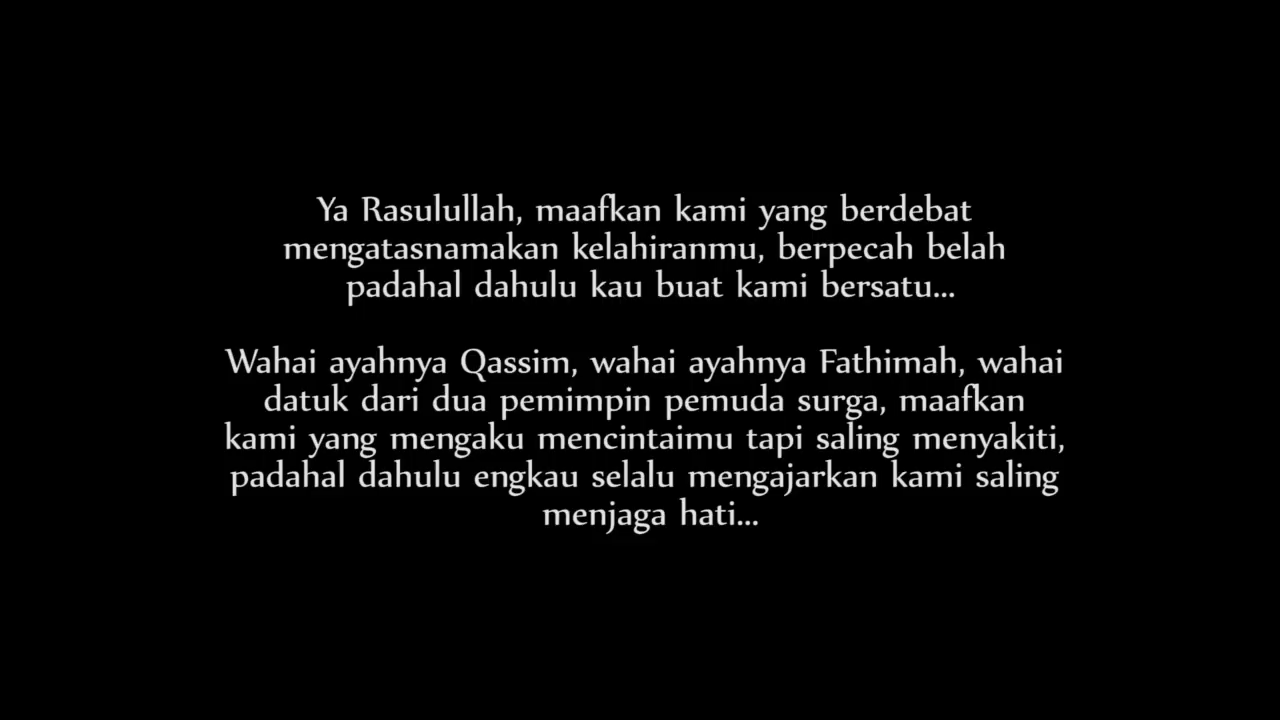 Ya Rasulullah, maafkan kami yang berdebat
mengatasnamakan kelahiranmu, berpecah belah
padahal dahulu kau buat kami bersatu...
Wahai ayahnya Qassim, wahai ayahnya Fathimah, wahai
datuk dari dua pemimpin pemuda surga, maafkan
kami yang mengaku mencintaimu tapi saling menyakiti,
padahal dahulu engkau selalu mengajarkan kami saling
menjaga hati...